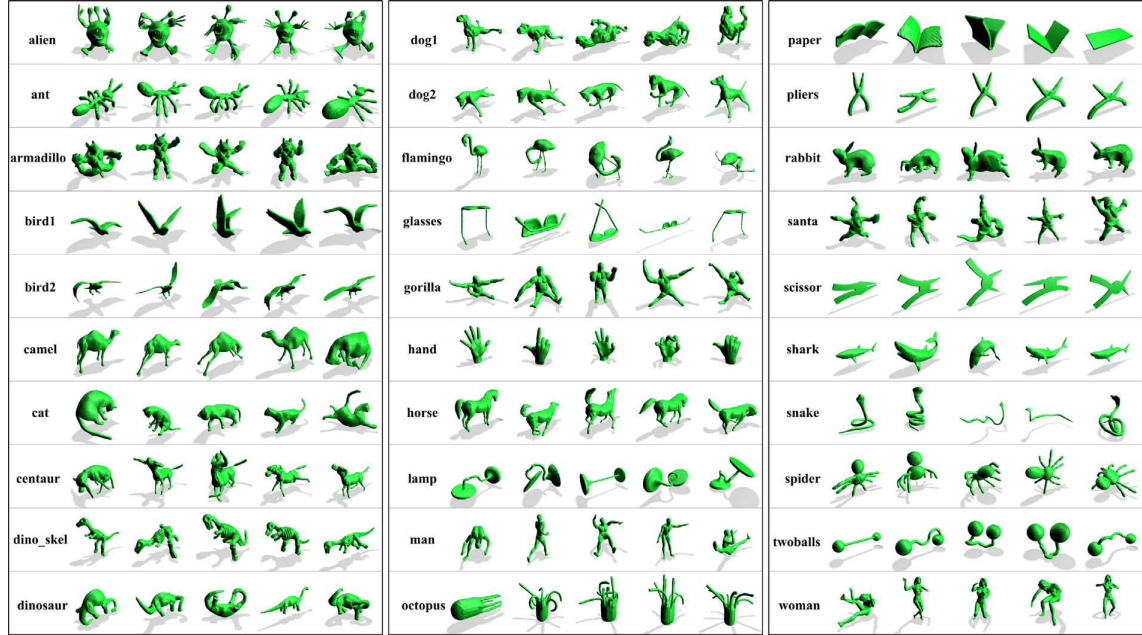 alien
ant
armadillo
bird1
bird2
camel
cat
centaur
dino_skel
dinosaur
dog1
dog2
flamingo
glasses
gorilla
hand
horse
lamp
man
octopus
paper
pliers
rabbit
santa
scissor
shark
snake
spider
twoballs
woman